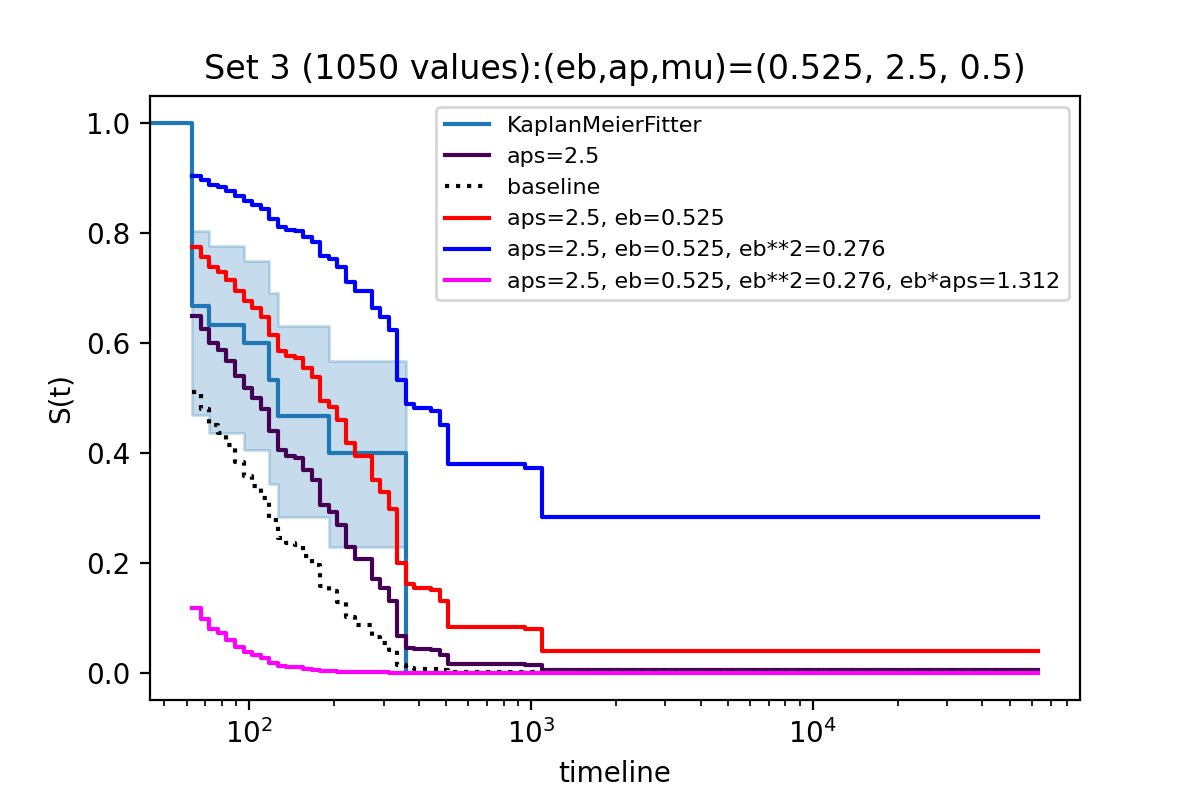 Set 3 (1050 values):(eb,ap,mu)=(0.525, 2.5, 0.5)
KaplanMeierFitter
aps=2.5
baseline
aps=2.5, eb=0.525
aps=2.5, eb=0.525, eb**2=0.276
aps=2.5, eb=0.525, eb**2=0.276, eb*aps=1.312
1.0
0.8
0.6
0.4
0.2
0.0
S(t)
10² 10³ 10⁴
timeline